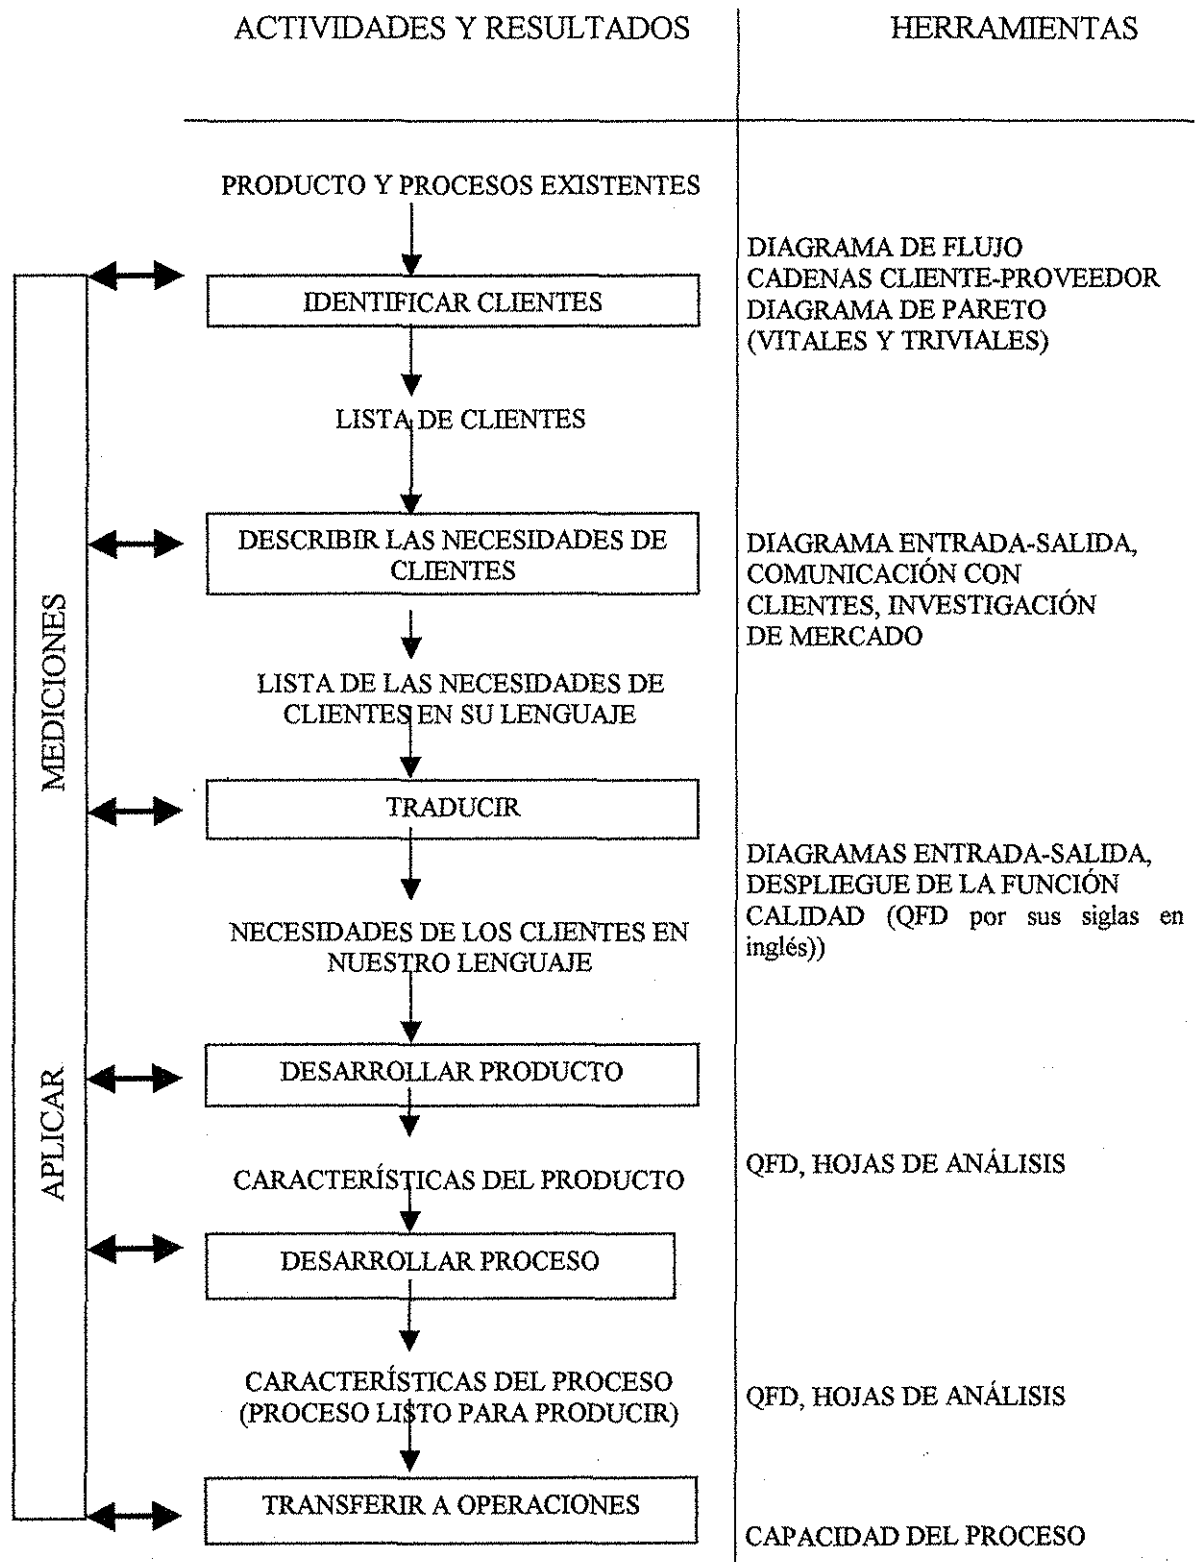 ACTIVIDADES Y RESULTADOS
HERRAMIENTAS
PRODUCTO Y PROCESOS EXISTENTES
IDENTIFICAR CLIENTES
DIAGRAMA DE FLUJO
CADENAS CLIENTE-PROVEEDOR
DIAGRAMA DE PARETO
(VITALES Y TRIVIALES)
LISTA DE CLIENTES
DESCRIBIR LAS NECESIDADES DE
CLIENTES
DIAGRAMA ENTRADA-SALIDA,
COMUNICACIÓN CON
CLIENTES, INVESTIGACIÓN
DE MERCADO
LISTA DE LAS NECESIDADES DE
CLIENTES EN SU LENGUAJE
TRADUCIR
DIAGRAMAS ENTRADA-SALIDA,
DESPLIEGUE DE LA FUNCIÓN
CALIDAD (QFD por sus siglas en
inglés))
NECESIDADES DE LOS CLIENTES EN
NUESTRO LENGUAJE
DESARROLLAR PRODUCTO
CARACTERÍSTICAS DEL PRODUCTO
QFD, HOJAS DE ANÁLISIS
DESARROLLAR PROCESO
CARACTERÍSTICAS DEL PROCESO
(PROCESO LISTO PARA PRODUCIR)
QFD, HOJAS DE ANÁLISIS
TRANSFERIR A OPERACIONES
CAPACIDAD DEL PROCESO
APLICAR MEDICIONES